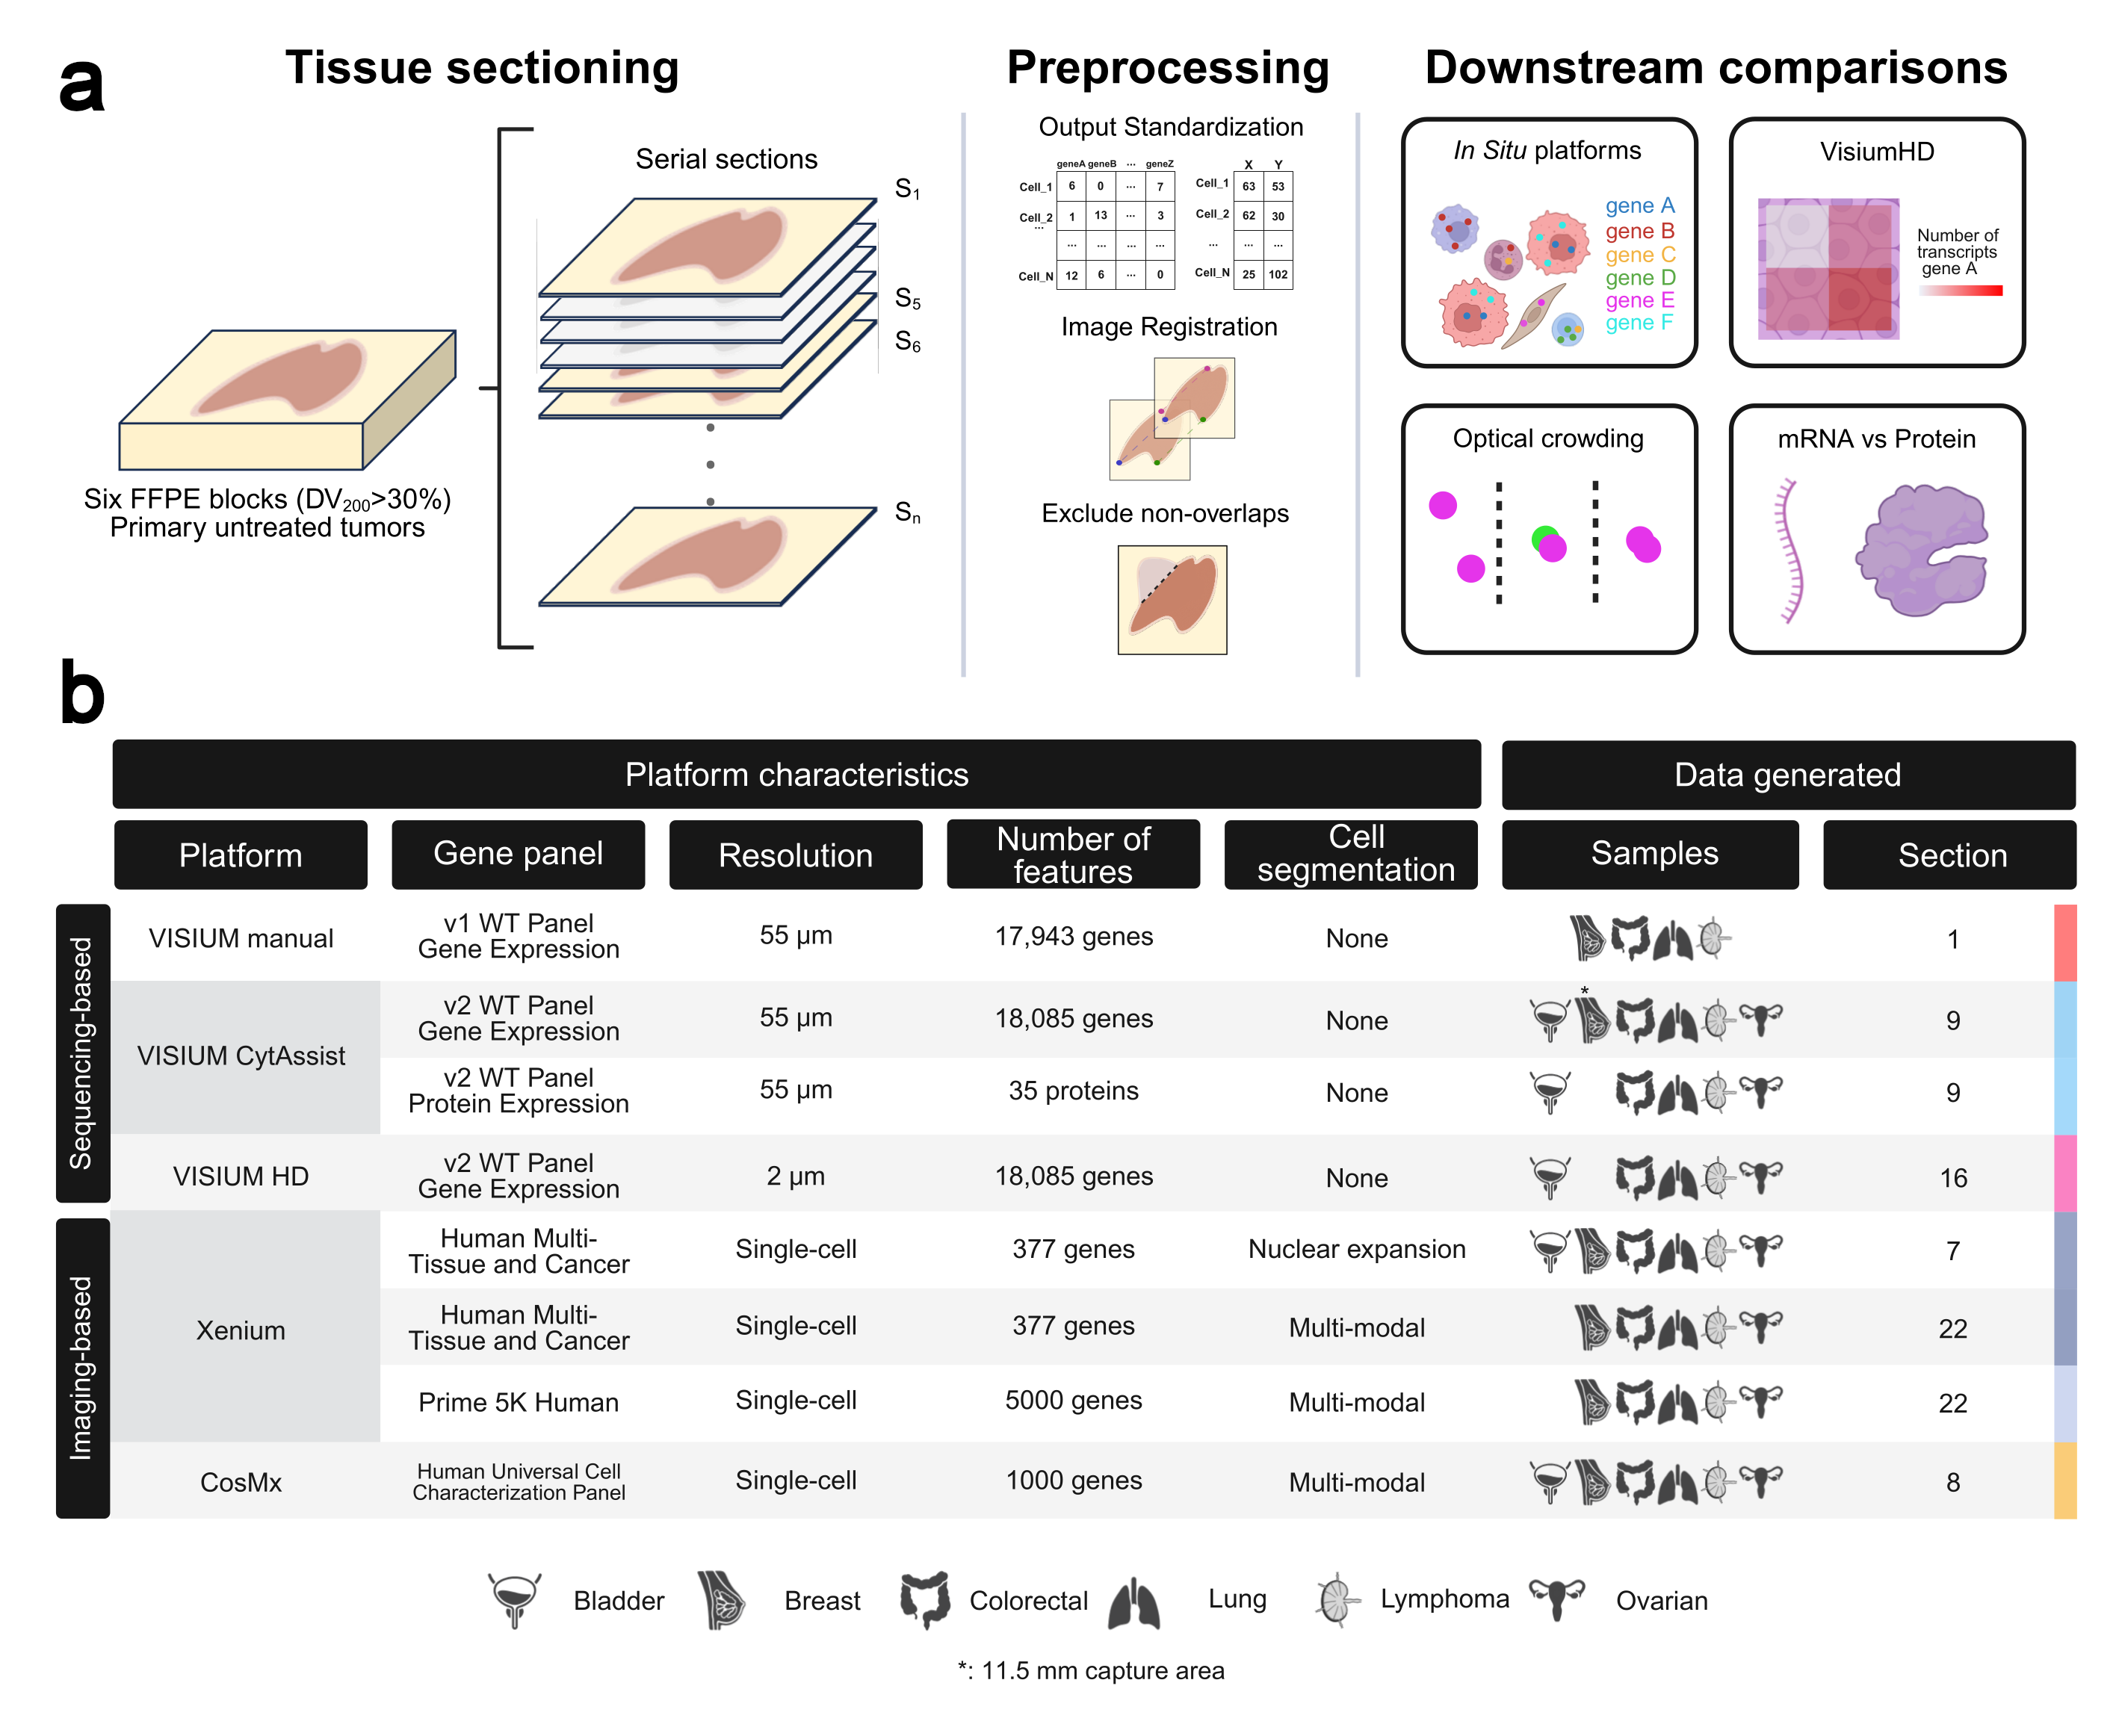 a
Tissue sectioning
Preprocessing
Downstream comparisons
Serial sections
S1
S5
S6
Sn
Six FFPE blocks (DV200>30%)
Primary untreated tumors
Output Standardization
geneA geneB ... geneZ
Cell_1 6 0 ... 7
Cell_2 1 13 ... 3
...
... ... ... ...
Cell_N 12 6 ... 0
X Y
Cell_1 63 53
Cell_2 62 30
... ... ...
Cell_N 25 102
Image Registration
Exclude non-overlaps
In Situ platforms
gene A
gene B
gene C
gene D
gene E
gene F
VisiumHD
Number of
transcripts
gene A
Optical crowding
mRNA vs Protein
b
Platform characteristics
Data generated
Platform
Gene panel
Resolution
Number of
features
Cell
segmentation
Samples
Section
Sequencing-based
VISIUM manual
v1 WT Panel
Gene Expression
55 µm
17,943 genes
None
1
VISIUM CytAssist
v2 WT Panel
Gene Expression
55 µm
18,085 genes
None
*
9
v2 WT Panel
Protein Expression
55 µm
35 proteins
None
9
VISIUM HD
v2 WT Panel
Gene Expression
2 µm
18,085 genes
None
16
Imaging-based
Xenium
Human Multi-
Tissue and Cancer
Single-cell
377 genes
Nuclear expansion
7
Human Multi-
Tissue and Cancer
Single-cell
377 genes
Multi-modal
22
Prime 5K Human
Single-cell
5000 genes
Multi-modal
22
CosMx
Human Universal Cell
Characterization Panel
Single-cell
1000 genes
Multi-modal
8
Bladder
Breast
Colorectal
Lung
Lymphoma
Ovarian
*: 11.5 mm capture area